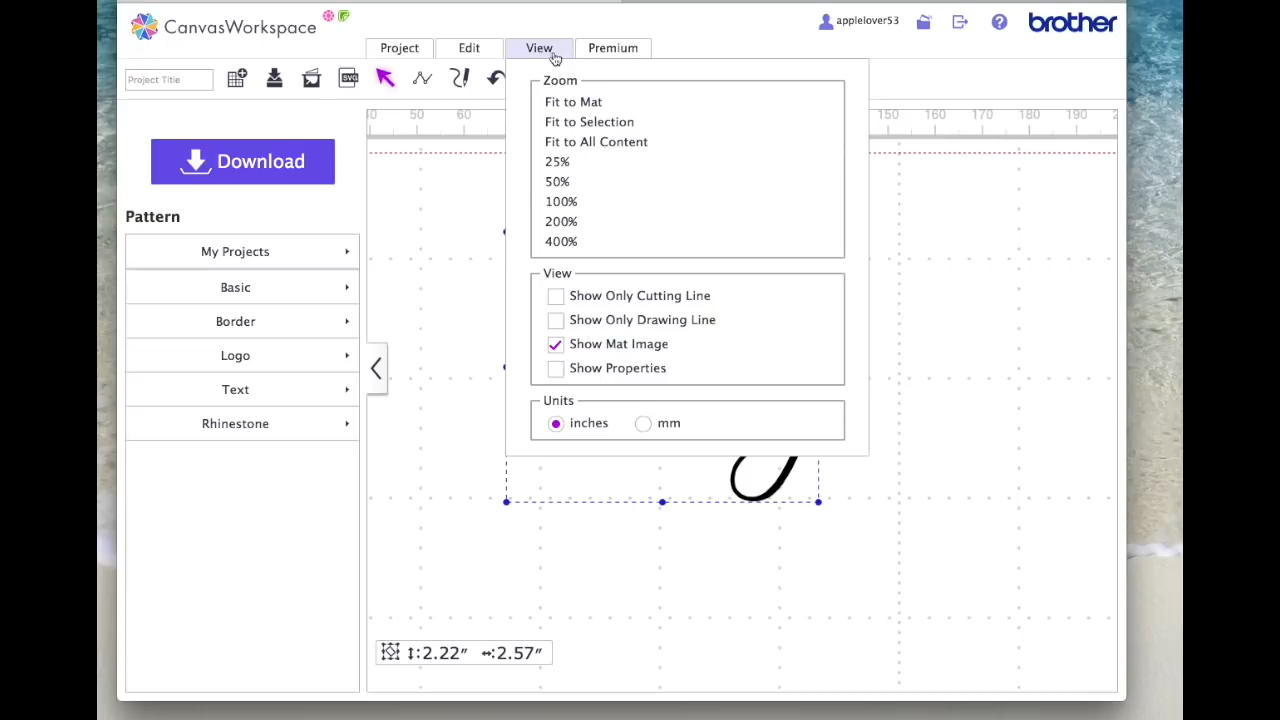 CanvasWorkspace
applelover53
brother
Project Edit View Premium
Project Title
SVG
Zoom
Fit to Mat
Fit to Selection
Fit to All Content
25%
50%
100%
200%
400%
50 60 150 160 170 180 190
Download
Pattern
My Projects
Basic
Border
Logo
Text
Rhinestone
View
Show Only Cutting Line
Show Only Drawing Line
Show Mat Image
Show Properties
Units
inches mm
2.22″ 2.57″